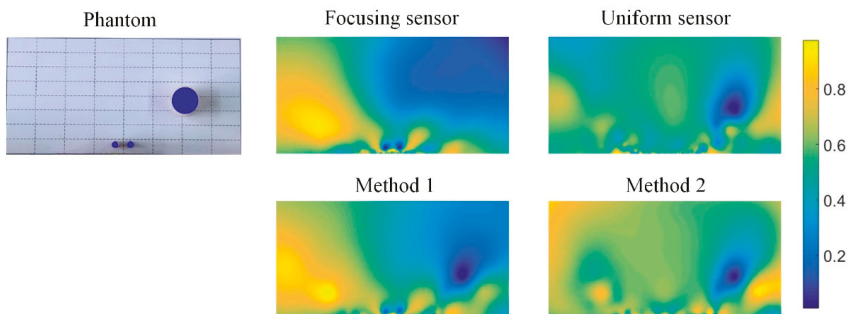 Phantom
Focusing sensor
Uniform sensor
Method 1
Method 2
0.8
0.6
0.4
0.2